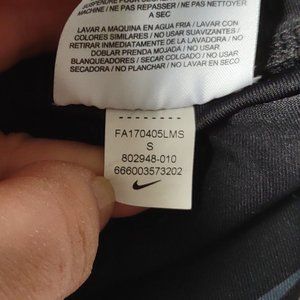 MACHINE / NE PAS REPASSER / NE PAS
A SEC
LAVAR A MAQUINA EN AGUA FRIA / LAVAR CON
COLORES SIMILARES / NO USAR SUAVIZANTES /
RETIRAR INMEDIATAMENTE DE LA LAVADORA / NO
DOBLAR PRENDA MOJADA / NO USAR
BLANQUEADORES / SECAR COLGADO / NO USAR
SECADORA / NO PLANCHAR / NO LAVAR EN SECO
FA170405LMS
S
802948-010
666003573202